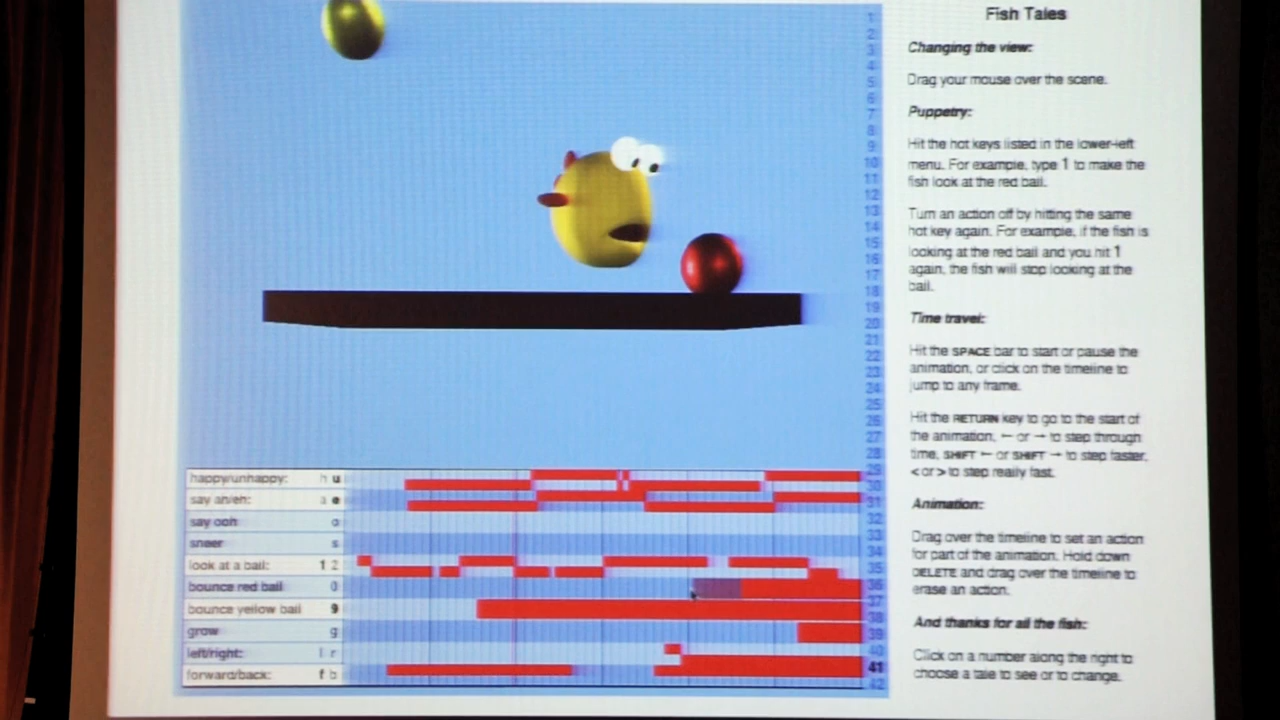 Fish Tales
Changing the view:
Drag your mouse over the scene.
Puppetry:
Hit the hot keys listed in the lower-left
menu. For example, type 1 to make the
fish look at the red ball.
Turn an action off by hitting the same
hot key again. For example, if the fish is
looking at the red ball and you hit 1
again, the fish will stop looking at the
ball.
Time travel:
Hit the SPACE bar to start or pause the
animation, or click on the timeline to
jump to any frame.
Hit the RETURN key to go to the start of
the animation, ← or → to step through
time, SHIFT ← or SHIFT → to step faster,
< or > to step really fast.
Animation:
Drag over the timeline to set an action
for part of the animation. Hold down
DELETE and drag over the timeline to
erase an action.
And thanks for all the fish:
Click on a number along the right to
choose a tale to see or to change.
1
2
3
4
5
6
7
8
9
10
11
12
13
14
15
16
17
18
19
20
21
22
23
24
25
26
27
28
29
30
31
32
33
34
35
36
37
38
39
40
41
42
happy/unhappy: h u
say ah/eh: a e
say ooh o
sneer s
look at a ball: 1 2
bounce red ball 0
bounce yellow ball 9
grow g
left/right: l r
forward/back: f b